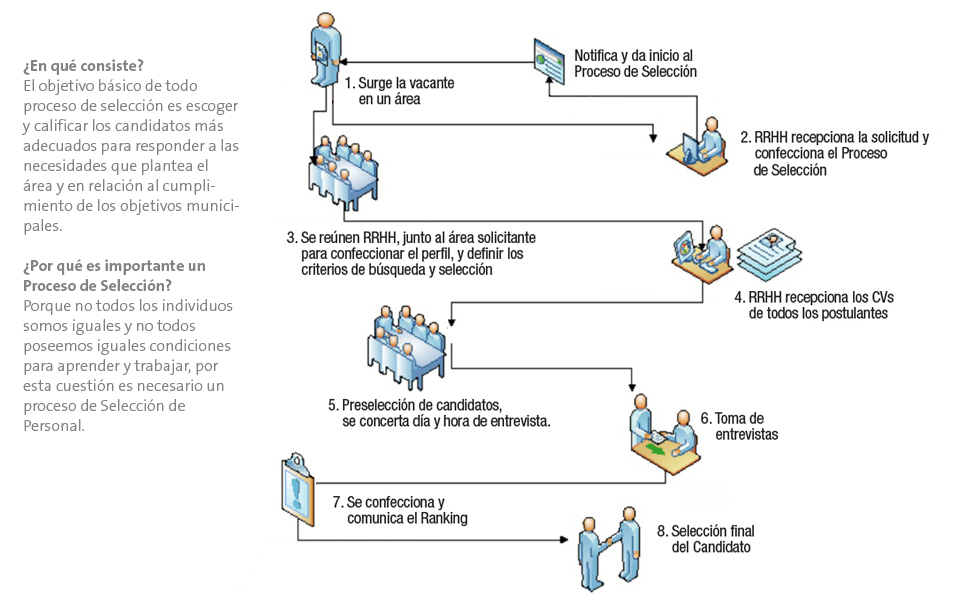 ¿En qué consiste?
El objetivo básico de todo
proceso de selección es escoger
y calificar los candidatos más
adecuados para responder a las
necesidades que plantea el
área y en relación al cumpli-
miento de los objetivos munici-
pales.
¿Por qué es importante un
Proceso de Selección?
Porque no todos los individuos
somos iguales y no todos
poseemos iguales condiciones
para aprender y trabajar, por
esta cuestión es necesario un
proceso de Selección de
Personal.
Notifica y da inicio al
Proceso de Selección
1. Surge la vacante
en un área
2. RRHH recepciona la solicitud y
confecciona el Proceso
de Selección
3. Se reúnen RRHH, junto al área solicitante
para confeccionar el perfil, y definir los
criterios de búsqueda y selección
4. RRHH recepciona los CVs
de todos los postulantes
5. Preselección de candidatos,
se concerta día y hora de entrevista.
6. Toma de
entrevistas
7. Se confecciona y
comunica el Ranking
8. Selección final
del Candidato